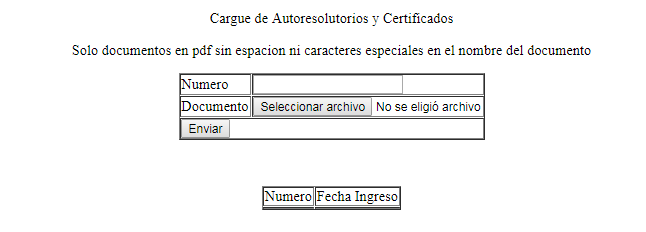 Cargue de Autoresolutorios y Certificados
Solo documentos en pdf sin espacion ni caracteres especiales en el nombre del documento
Numero
Documento Seleccionar archivo No se eligió archivo
Enviar
Numero Fecha Ingreso